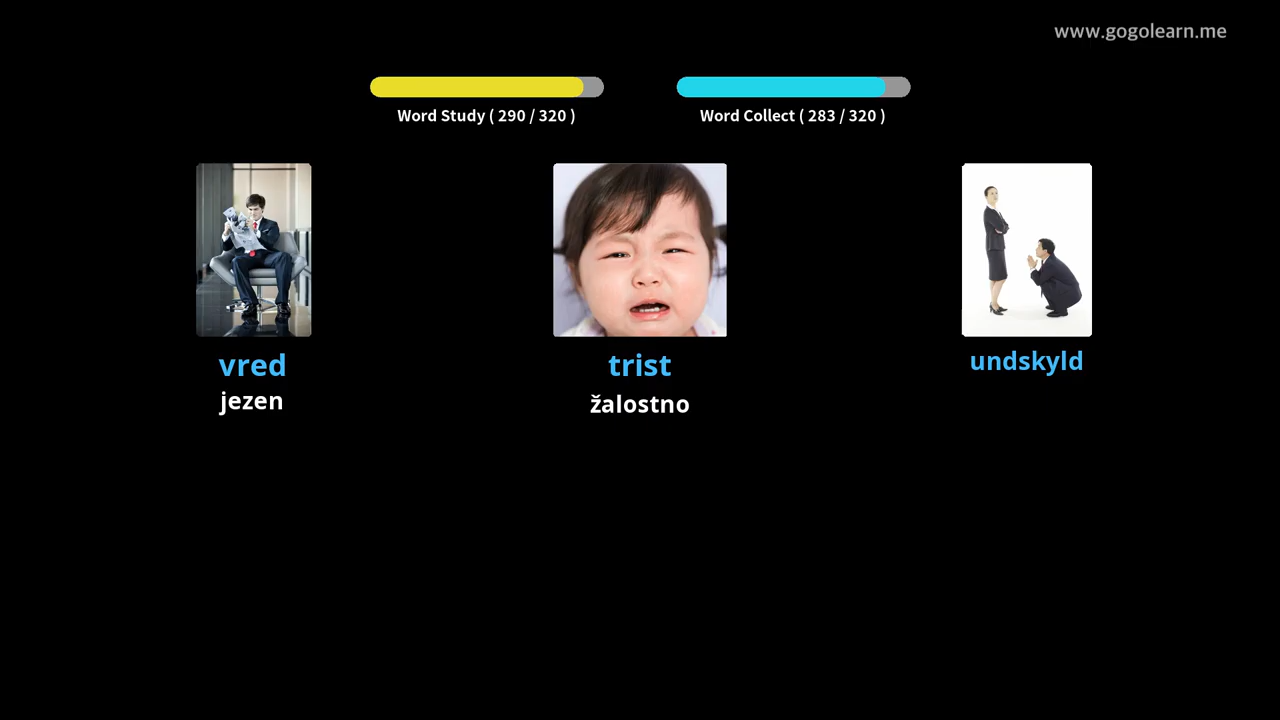 www.gogolearn.me
Word Study ( 290 / 320 )
Word Collect ( 283 / 320 )
vred
trist
undskyld
jezen
žalostno